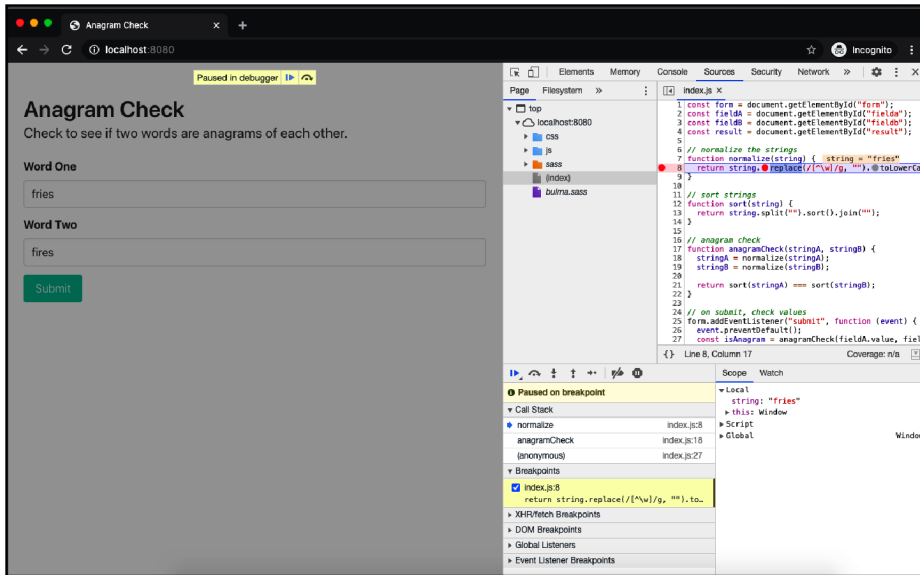 Anagram Check
localhost:8080
Incognito
Paused in debugger
Anagram Check
Check to see if two words are anagrams of each other.
Word One
fries
Word Two
fires
Submit
Elements Memory Console Sources Security Network »
Page Filesystem »
top
localhost:8080
css
js
sass
(index)
bulma.sass
index.js
1 const form = document.getElementById("form");
2 const fieldA = document.getElementById("fielda");
3 const fieldB = document.getElementById("fieldb");
4 const result = document.getElementById("result");
5
6 // normalize the strings
7 function normalize(string) { string = "fries"
8 return string.replace(/[^\w]/g, "").toLowerCa
9 }
10
11 // sort strings
12 function sort(string) {
13 return string.split("").sort().join("");
14 }
15
16 // anagram check
17 function anagramCheck(stringA, stringB) {
18 stringA = normalize(stringA);
19 stringB = normalize(stringB);
20
21 return sort(stringA) === sort(stringB);
22 }
23
24 // on submit, check values
25 form.addEventListener("submit", function (event) {
26 event.preventDefault();
27 const isAnagram = anagramCheck(fieldA.value, fiel
{} Line 8, Column 17 Coverage: n/a
Paused on breakpoint
Call Stack
normalize index.js:8
anagramCheck index.js:18
(anonymous) index.js:27
Breakpoints
index.js:8
return string.replace(/[^\w]/g, "").to…
XHR/fetch Breakpoints
DOM Breakpoints
Global Listeners
Event Listener Breakpoints
Scope Watch
Local
string: "fries"
this: Window
Script
Global Window